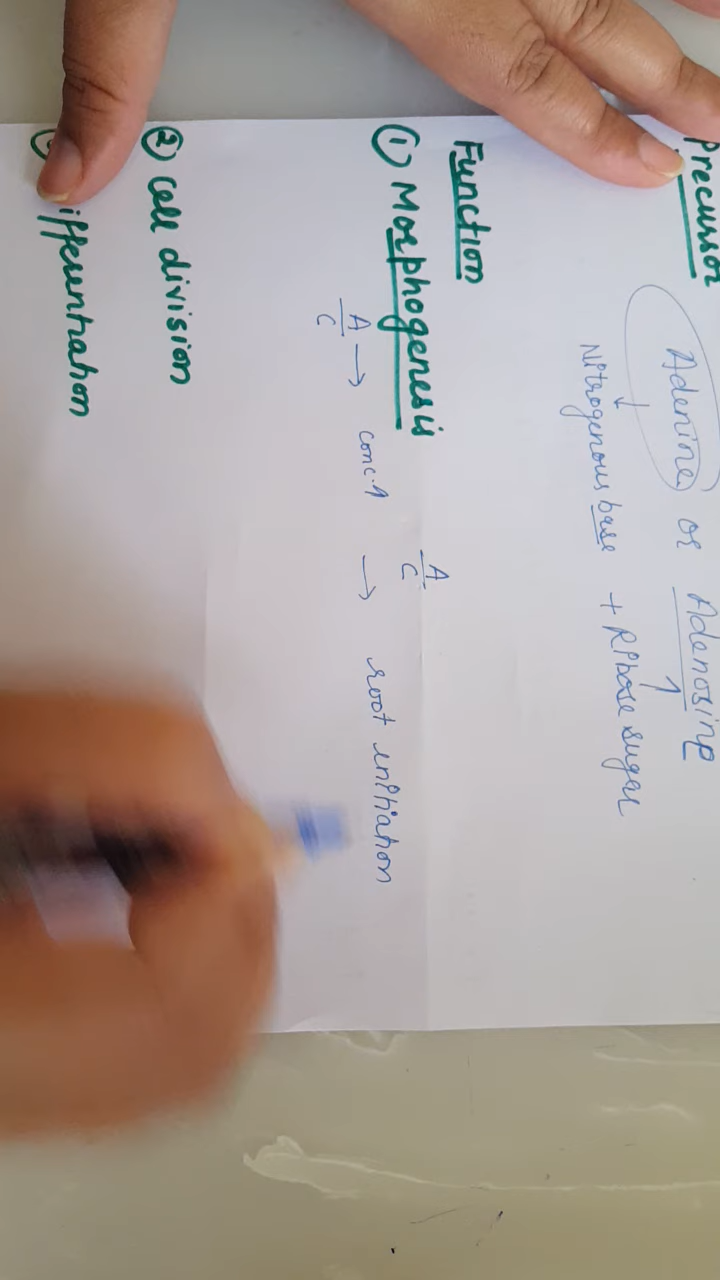 Precursor
Adenine or Adenosine
Nitrogenous base + Ribose sugar
Function
① Morphogenesis
A/C
A/C → conc.↑ → root initiation
② Cell division
ifferentiation